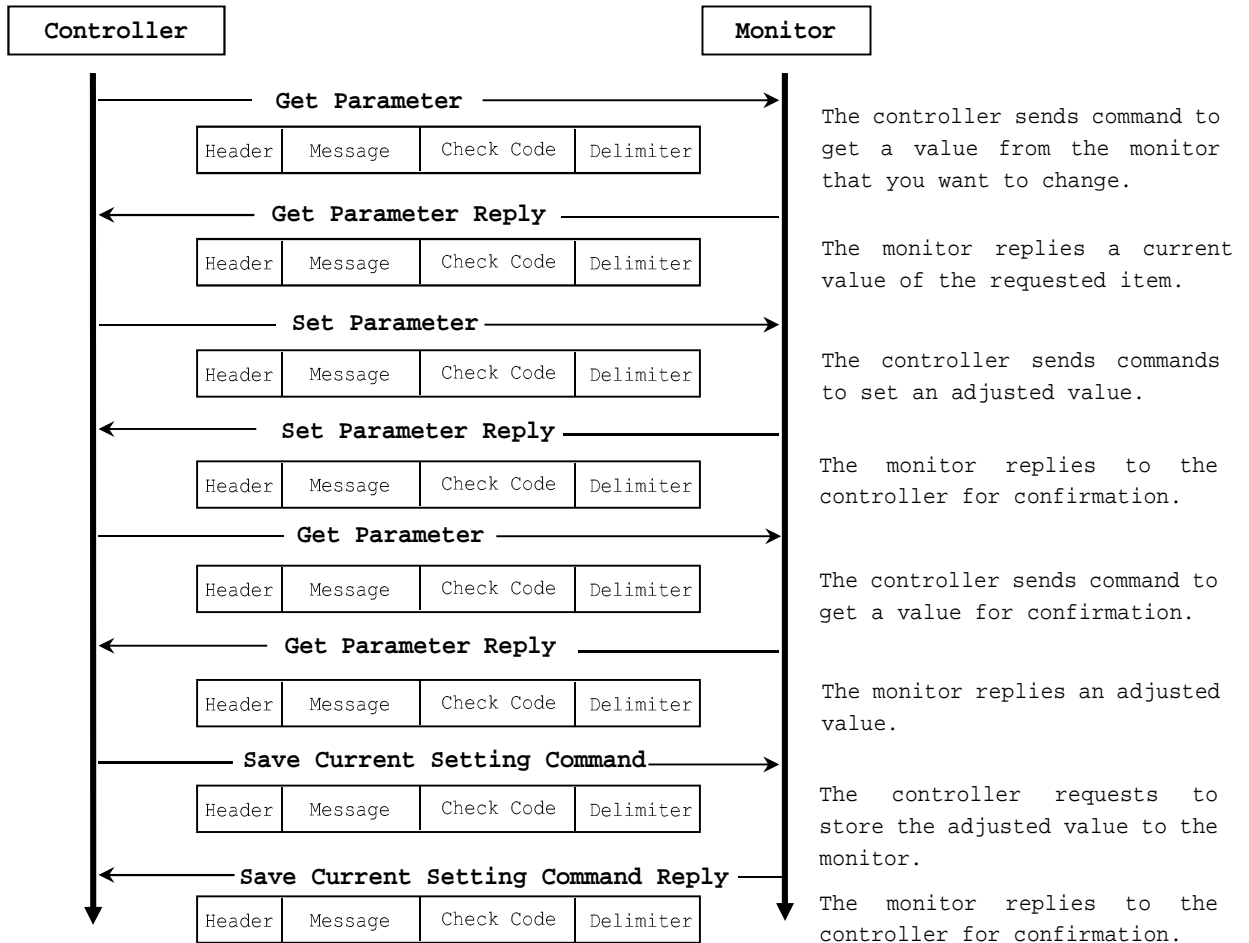 Controller
Monitor
Get Parameter
Header Message Check Code Delimiter
The controller sends command to
get a value from the monitor
that you want to change.
Get Parameter Reply
Header Message Check Code Delimiter
The monitor replies a current
value of the requested item.
Set Parameter
Header Message Check Code Delimiter
The controller sends commands
to set an adjusted value.
Set Parameter Reply
Header Message Check Code Delimiter
The monitor replies to the
controller for confirmation.
Get Parameter
Header Message Check Code Delimiter
The controller sends command to
get a value for confirmation.
Get Parameter Reply
Header Message Check Code Delimiter
The monitor replies an adjusted
value.
Save Current Setting Command
Header Message Check Code Delimiter
The controller requests to
store the adjusted value to the
monitor.
Save Current Setting Command Reply
Header Message Check Code Delimiter
The monitor replies to the
controller for confirmation.